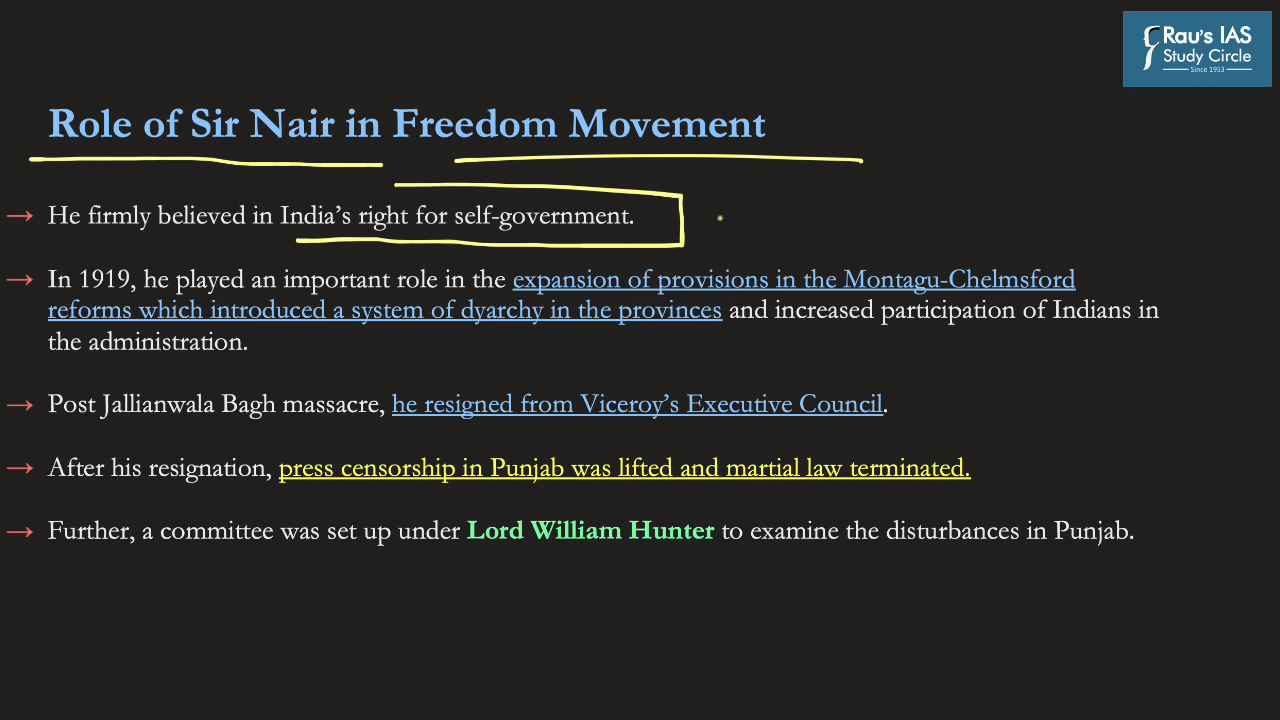 Rau's IAS
Study Circle
Since 1953
Role of Sir Nair in Freedom Movement
→ He firmly believed in India's right for self-government.
→ In 1919, he played an important role in the expansion of provisions in the Montagu-Chelmsford
reforms which introduced a system of dyarchy in the provinces and increased participation of Indians in
the administration.
→ Post Jallianwala Bagh massacre, he resigned from Viceroy's Executive Council.
→ After his resignation, press censorship in Punjab was lifted and martial law terminated.
→ Further, a committee was set up under Lord William Hunter to examine the disturbances in Punjab.